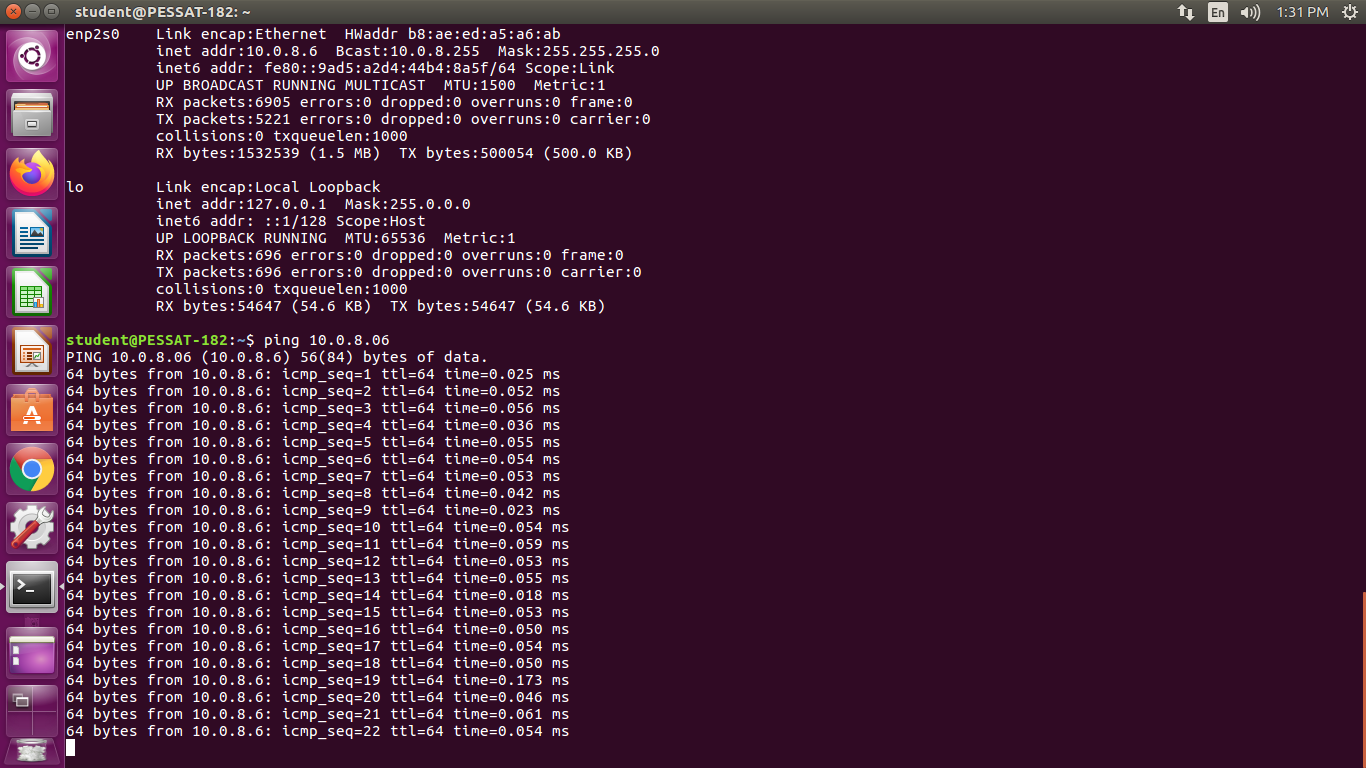 student@PESSAT-182: ~
En
1:31 PM
enp2s0    Link encap:Ethernet  HWaddr b8:ae:ed:a5:a6:ab
          inet addr:10.0.8.6  Bcast:10.0.8.255  Mask:255.255.255.0
          inet6 addr: fe80::9ad5:a2d4:44b4:8a5f/64 Scope:Link
          UP BROADCAST RUNNING MULTICAST  MTU:1500  Metric:1
          RX packets:6905 errors:0 dropped:0 overruns:0 frame:0
          TX packets:5221 errors:0 dropped:0 overruns:0 carrier:0
          collisions:0 txqueuelen:1000
          RX bytes:1532539 (1.5 MB)  TX bytes:500054 (500.0 KB)

lo        Link encap:Local Loopback
          inet addr:127.0.0.1  Mask:255.0.0.0
          inet6 addr: ::1/128 Scope:Host
          UP LOOPBACK RUNNING  MTU:65536  Metric:1
          RX packets:696 errors:0 dropped:0 overruns:0 frame:0
          TX packets:696 errors:0 dropped:0 overruns:0 carrier:0
          collisions:0 txqueuelen:1000
          RX bytes:54647 (54.6 KB)  TX bytes:54647 (54.6 KB)

student@PESSAT-182:~$ ping 10.0.8.06
PING 10.0.8.06 (10.0.8.6) 56(84) bytes of data.
64 bytes from 10.0.8.6: icmp_seq=1 ttl=64 time=0.025 ms
64 bytes from 10.0.8.6: icmp_seq=2 ttl=64 time=0.052 ms
64 bytes from 10.0.8.6: icmp_seq=3 ttl=64 time=0.056 ms
64 bytes from 10.0.8.6: icmp_seq=4 ttl=64 time=0.036 ms
64 bytes from 10.0.8.6: icmp_seq=5 ttl=64 time=0.055 ms
64 bytes from 10.0.8.6: icmp_seq=6 ttl=64 time=0.054 ms
64 bytes from 10.0.8.6: icmp_seq=7 ttl=64 time=0.053 ms
64 bytes from 10.0.8.6: icmp_seq=8 ttl=64 time=0.042 ms
64 bytes from 10.0.8.6: icmp_seq=9 ttl=64 time=0.023 ms
64 bytes from 10.0.8.6: icmp_seq=10 ttl=64 time=0.054 ms
64 bytes from 10.0.8.6: icmp_seq=11 ttl=64 time=0.059 ms
64 bytes from 10.0.8.6: icmp_seq=12 ttl=64 time=0.053 ms
64 bytes from 10.0.8.6: icmp_seq=13 ttl=64 time=0.055 ms
64 bytes from 10.0.8.6: icmp_seq=14 ttl=64 time=0.018 ms
64 bytes from 10.0.8.6: icmp_seq=15 ttl=64 time=0.053 ms
64 bytes from 10.0.8.6: icmp_seq=16 ttl=64 time=0.050 ms
64 bytes from 10.0.8.6: icmp_seq=17 ttl=64 time=0.054 ms
64 bytes from 10.0.8.6: icmp_seq=18 ttl=64 time=0.050 ms
64 bytes from 10.0.8.6: icmp_seq=19 ttl=64 time=0.173 ms
64 bytes from 10.0.8.6: icmp_seq=20 ttl=64 time=0.046 ms
64 bytes from 10.0.8.6: icmp_seq=21 ttl=64 time=0.061 ms
64 bytes from 10.0.8.6: icmp_seq=22 ttl=64 time=0.054 ms